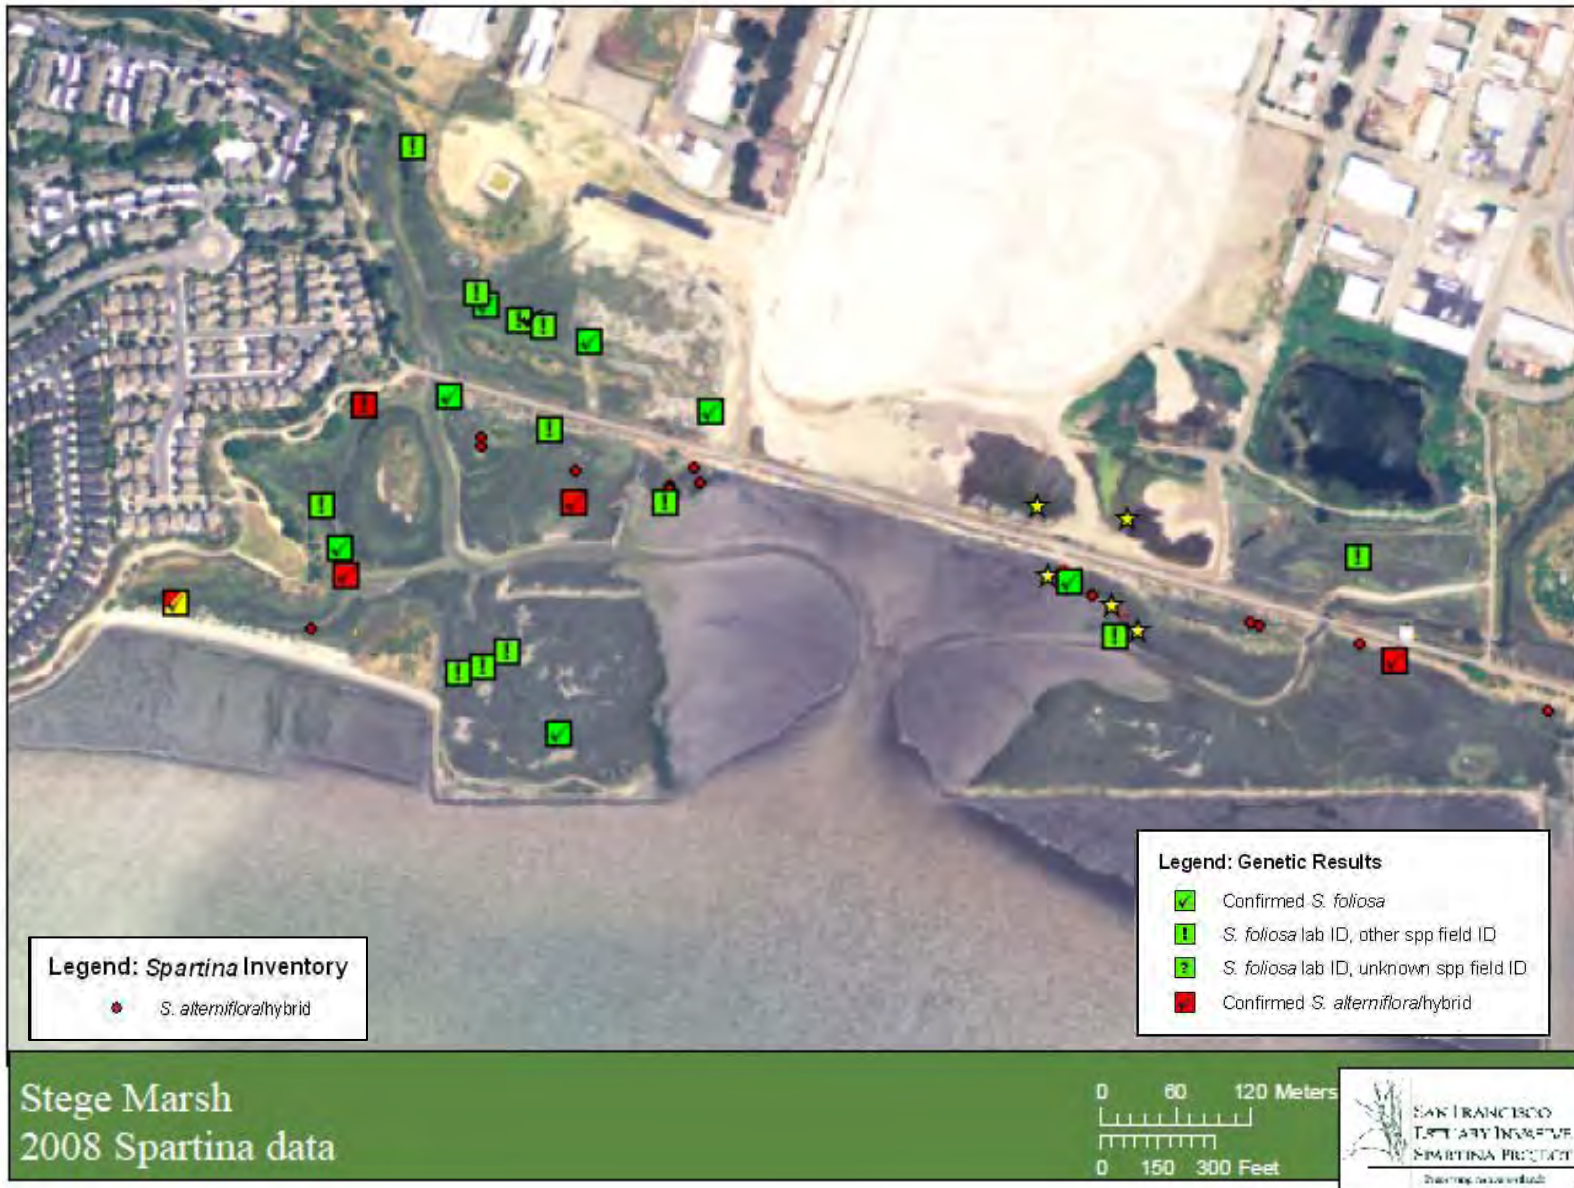 Legend: Genetic Results
Confirmed S. foliosa
S. foliosa lab ID, other spp field ID
S. foliosa lab ID, unknown spp field ID
Confirmed S. alterniflora/hybrid
Legend: Spartina Inventory
S. alterniflora/hybrid
Stege Marsh
2008 Spartina data
0 60 120 Meters
0 150 300 Feet
SAN FRANCISCO
ESTUARY INVASIVE
SPARTINA PROJECT